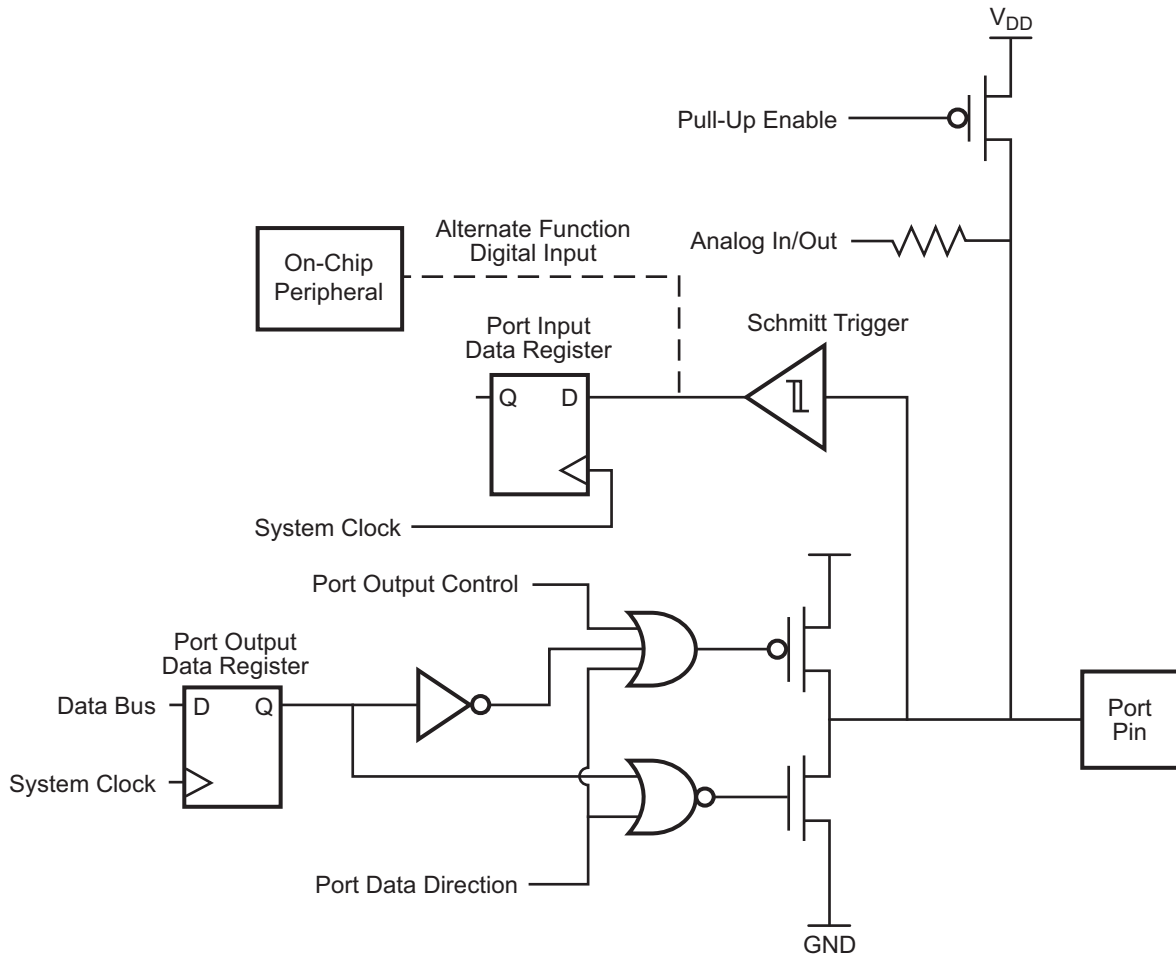 VDD
Pull-Up Enable
Alternate Function
Digital Input
Analog In/Out
On-Chip
Peripheral
Port Input
Data Register
Schmitt Trigger
Q D
System Clock
Port Output Control
Port Output
Data Register
Data Bus
D Q
Port
Pin
System Clock
Port Data Direction
GND